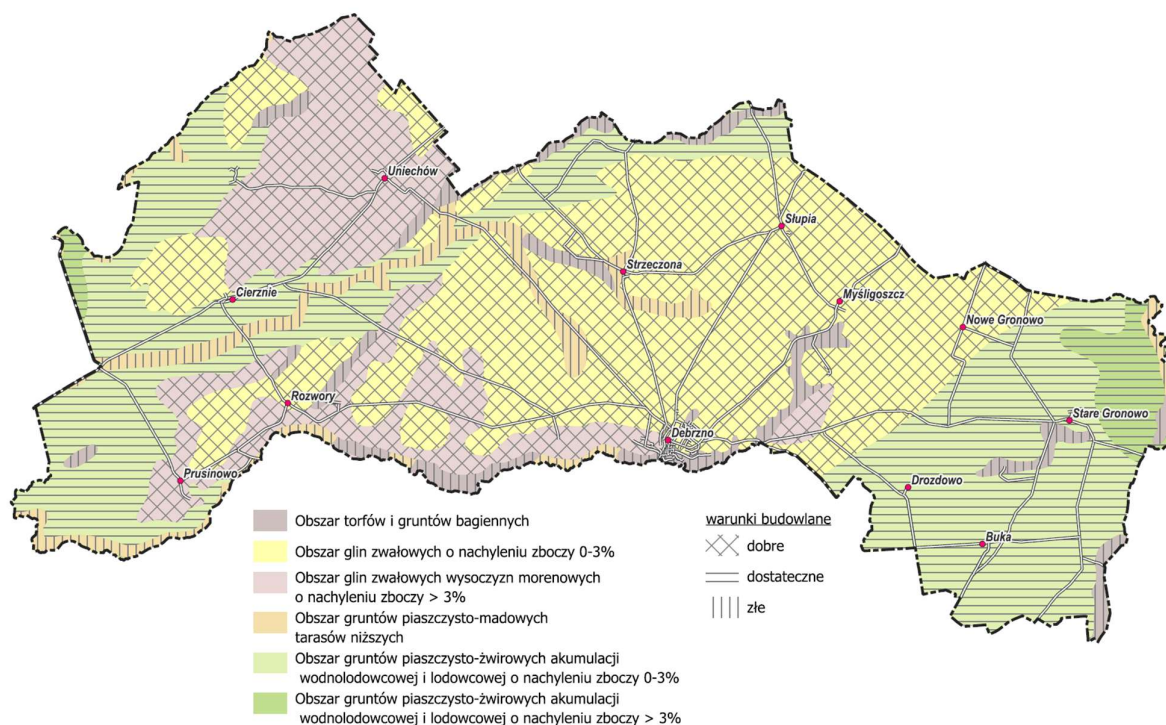 Uniechów
Słupia
Strzeczona
Cierznie
Myśligoszcz
Nowe Gronowo
Rozwory
Stare Gronowo
Debrzno
Prusinowo
Drozdowo
Buka
Obszar torfów i gruntów bagiennych
Obszar glin zwałowych o nachyleniu zboczy 0-3%
Obszar glin zwałowych wysoczyzn morenowych
o nachyleniu zboczy > 3%
Obszar gruntów piaszczysto-madowych
tarasów niższych
Obszar gruntów piaszczysto-żwirowych akumulacji
wodnolodowcowej i lodowcowej o nachyleniu zboczy 0-3%
Obszar gruntów piaszczysto-żwirowych akumulacji
wodnolodowcowej i lodowcowej o nachyleniu zboczy > 3%
warunki budowlane
dobre
dostateczne
złe